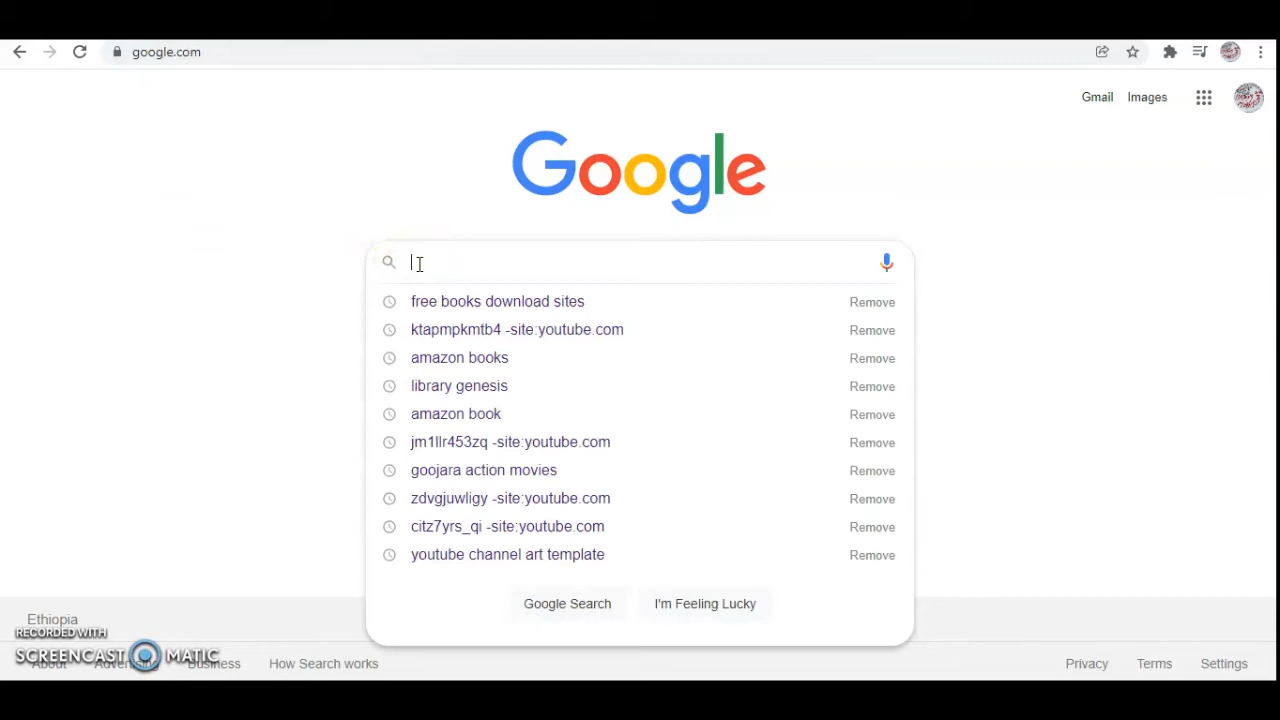 google.com
Gmail Images
Google
free books download sites Remove
ktapmpkmtb4 -site:youtube.com Remove
amazon books Remove
library genesis Remove
amazon book Remove
jm1llr453zq -site:youtube.com Remove
goojara action movies Remove
zdvgjuwligy -site:youtube.com Remove
citz7yrs_qi -site:youtube.com Remove
youtube channel art template Remove
Google Search I'm Feeling Lucky
Ethiopia
RECORDED WITH
SCREENCAST MATIC
About Advertising Business How Search works Privacy Terms Settings